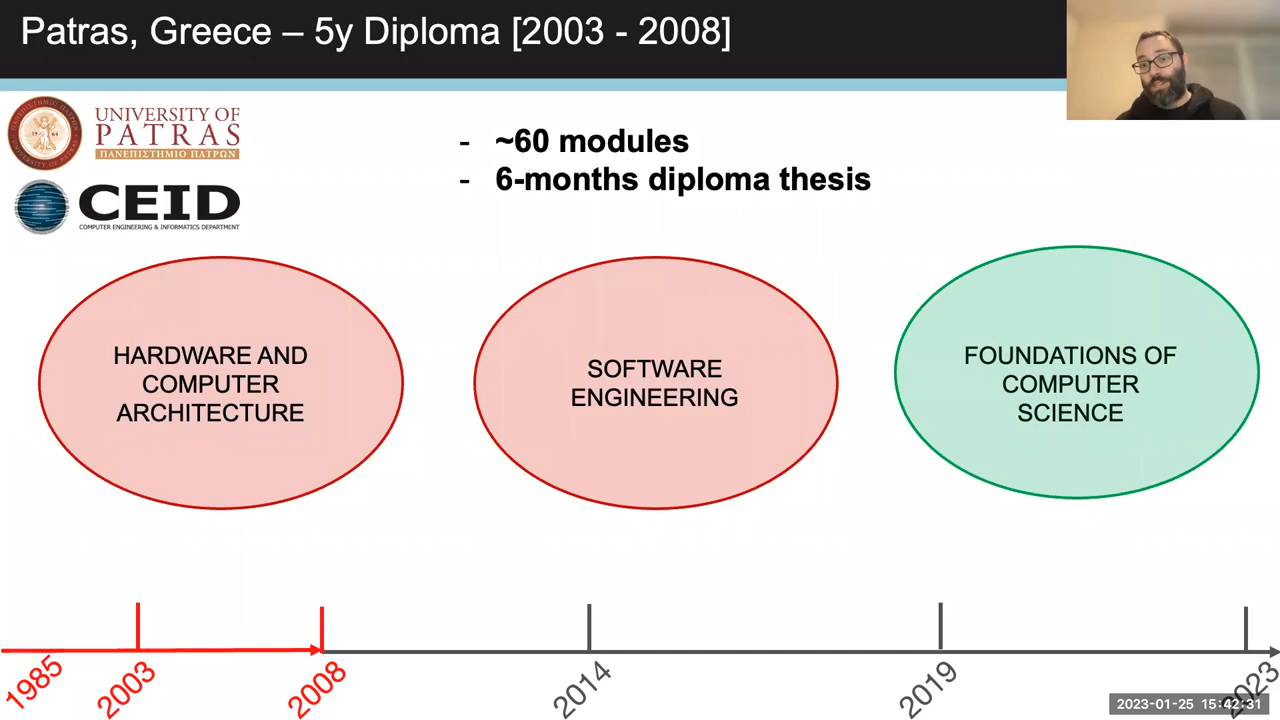 Patras, Greece – 5y Diploma [2003 - 2008]
UNIVERSITY OF
PATRAS
ΠΑΝΕΠΙΣΤΗΜΙΟ ΠΑΤΡΩΝ
CEID
COMPUTER ENGINEERING & INFORMATICS DEPARTMENT
- ~60 modules
- 6-months diploma thesis
HARDWARE AND
COMPUTER
ARCHITECTURE
SOFTWARE
ENGINEERING
FOUNDATIONS OF
COMPUTER
SCIENCE
1985
2003
2008
2014
2019
2023
2023-01-25 15:42:31